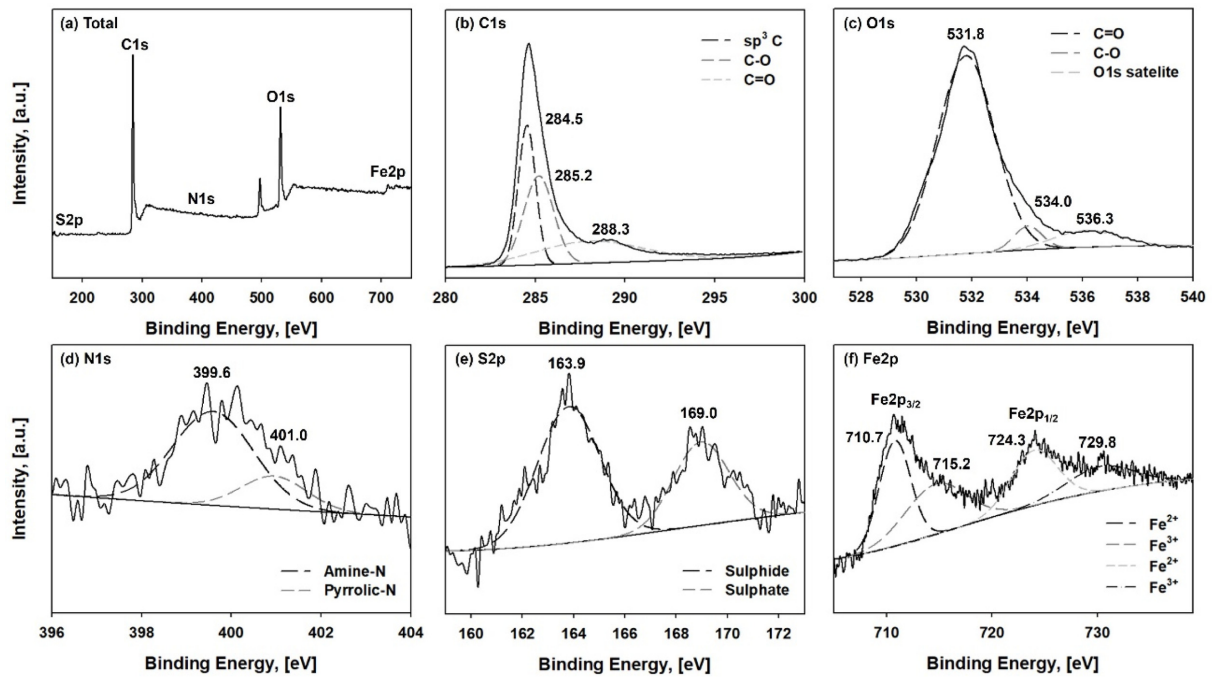 (a) Total
C1s
O1s
N1s
Fe2p
S2p
Intensity, [a.u.]
200 300 400 500 600 700
Binding Energy, [eV]
(b) C1s
sp³ C
C-O
C=O
284.5
285.2
288.3
280 285 290 295 300
Binding Energy, [eV]
(c) O1s
531.8
C=O
C-O
O1s satelite
534.0
536.3
528 530 532 534 536 538 540
Binding Energy, [eV]
(d) N1s
399.6
401.0
Intensity, [a.u.]
Amine-N
Pyrrolic-N
396 398 400 402 404
Binding Energy, [eV]
(e) S2p
163.9
169.0
Sulphide
Sulphate
160 162 164 166 168 170 172
Binding Energy, [eV]
(f) Fe2p
Fe2p3/2
Fe2p1/2
710.7
724.3
729.8
715.2
Fe²⁺
Fe³⁺
Fe²⁺
Fe³⁺
710 720 730
Binding Energy, [eV]